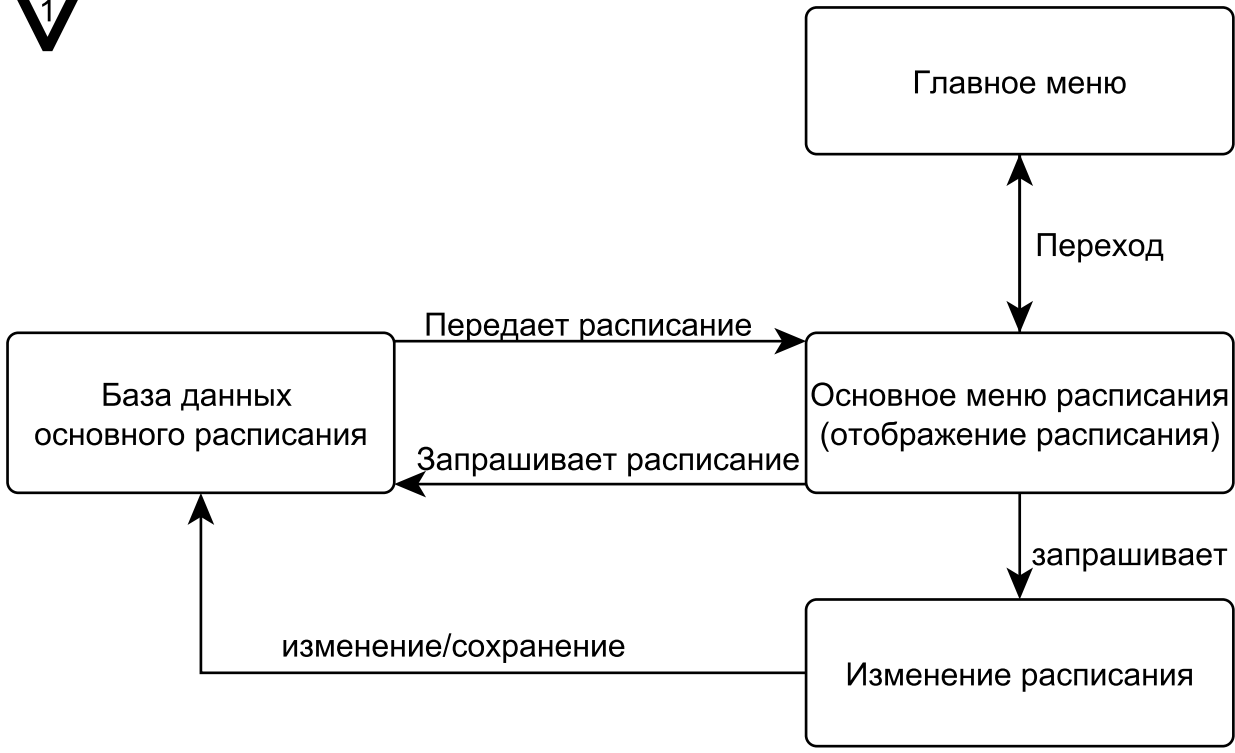 1
Главное меню
Переход
Передает расписание
База данных
основного расписания
Основное меню расписания
(отображение расписания)
Запрашивает расписание
запрашивает
изменение/сохранение
Изменение расписания